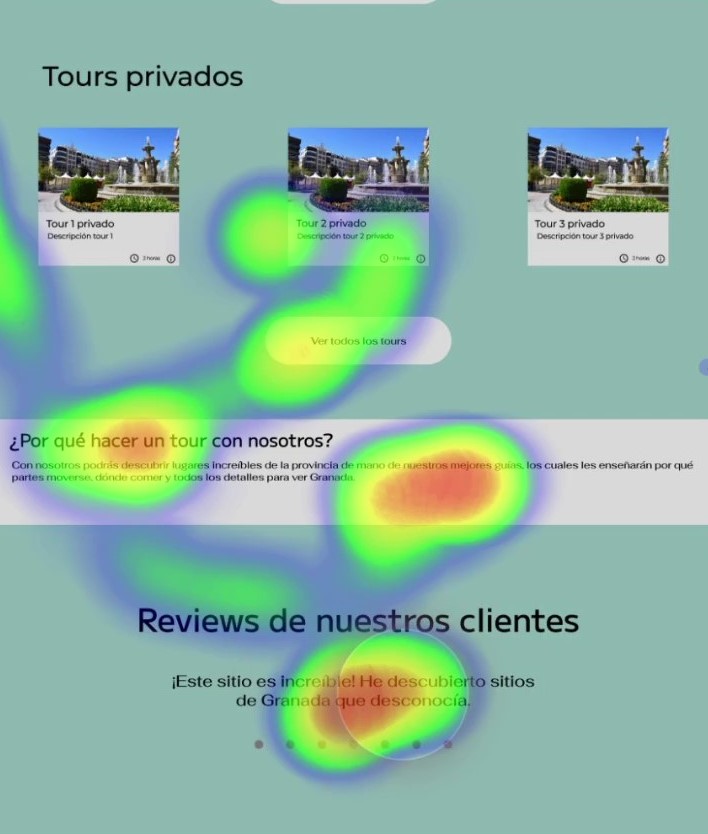 Tours privados
Tour 1 privado
Descripción tour 1
2 horas
Tour 2 privado
Descripción tour 2 privado
2 horas
Tour 3 privado
Descripción tour 3 privado
2 horas
Ver todos los tours
¿Por qué hacer un tour con nosotros?
Con nosotros podrás descubrir lugares increíbles de la provincia de mano de nuestros mejores guías, los cuales les enseñarán por qué
partes moverse, dónde comer y todos los detalles para ver Granada.
Reviews de nuestros clientes
¡Este sitio es increíble! He descubierto sitios
de Granada que desconocía.